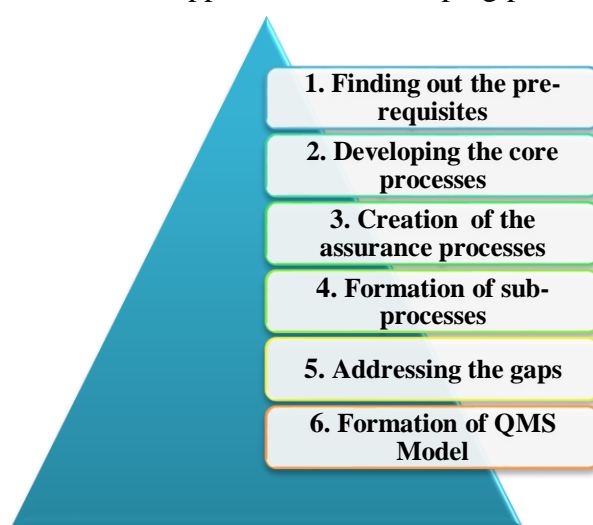 1. Finding out the pre-
requisites
2. Developing the core
processes
3. Creation of the
assurance processes
4. Formation of sub-
processes
5. Addressing the gaps
6. Formation of QMS
Model